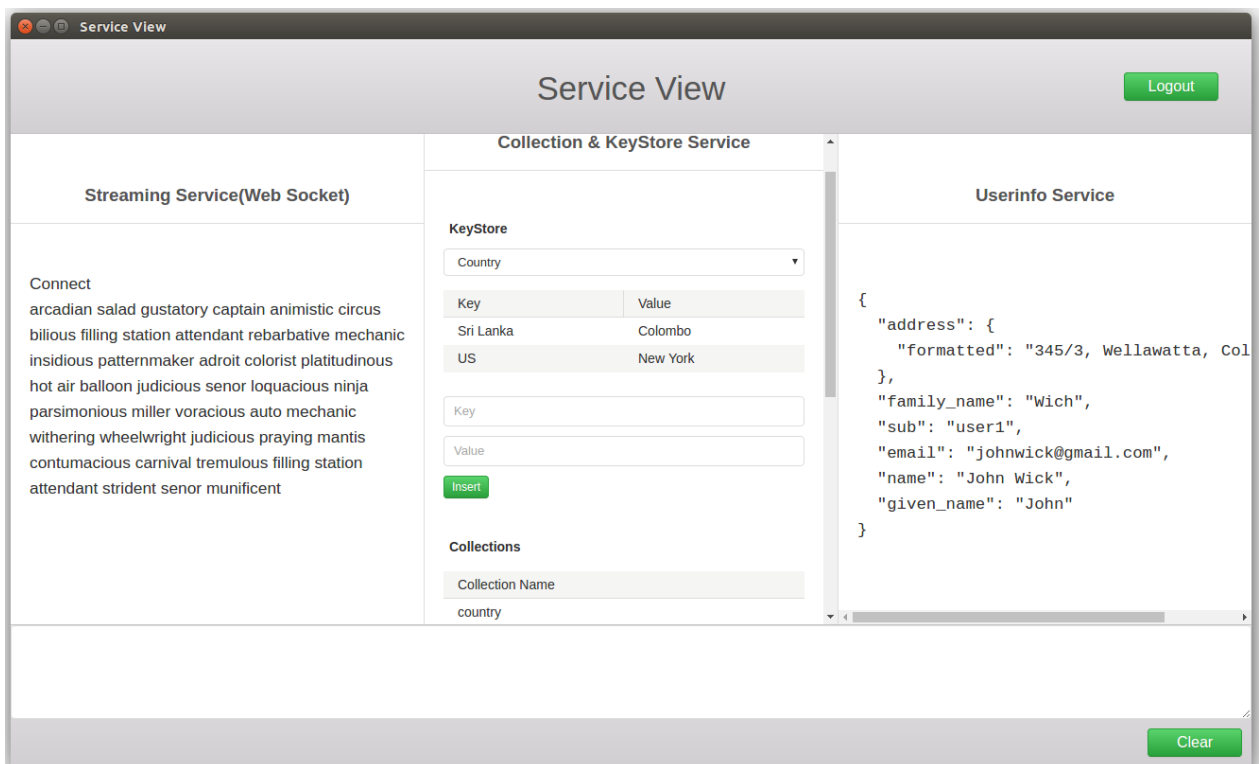 Service View
Service View
Logout
Streaming Service(Web Socket)
Connect
arcadian salad gustatory captain animistic circus
bilious filling station attendant rebarbative mechanic
insidious patternmaker adroit colorist platitudinous
hot air balloon judicious senor loquacious ninja
parsimonious miller voracious auto mechanic
withering wheelwright judicious praying mantis
contumacious carnival tremulous filling station
attendant strident senor munificent
Collection & KeyStore Service
KeyStore
Country
Key Value
Sri Lanka Colombo
US New York
Key
Value
Insert
Collections
Collection Name
country
Userinfo Service
{
"address": {
"formatted": "345/3, Wellawatta, Col
},
"family_name": "Wich",
"sub": "user1",
"email": "johnwick@gmail.com",
"name": "John Wick",
"given_name": "John"
}
Clear